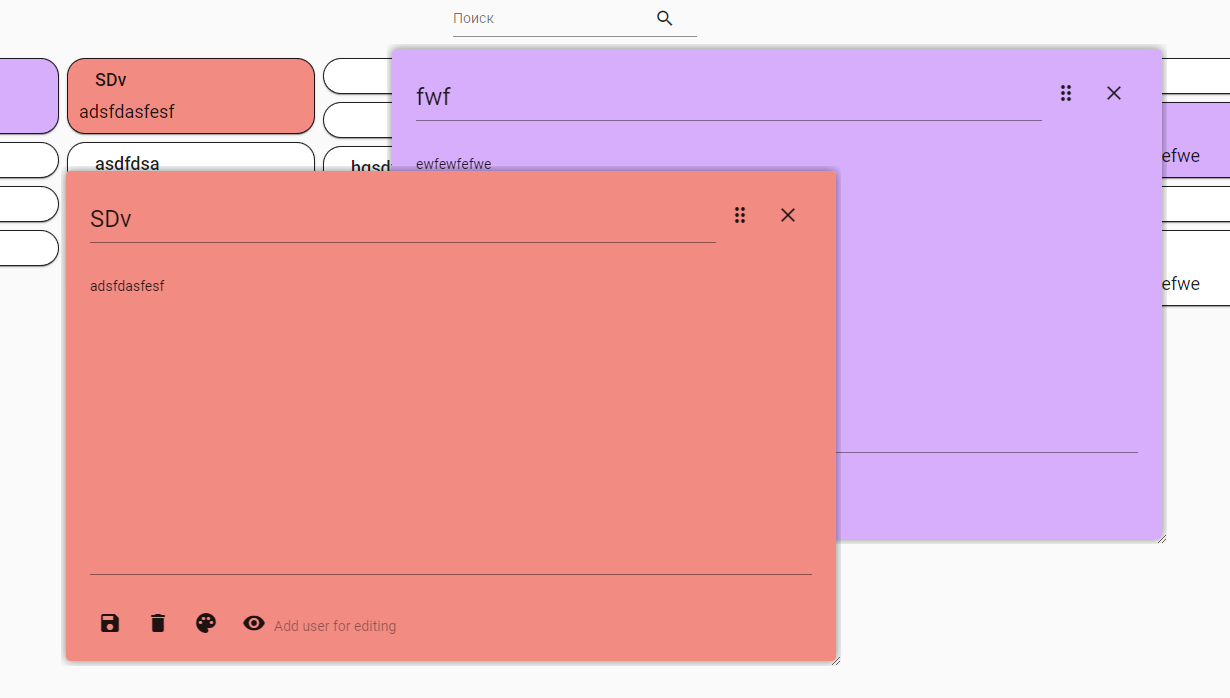 Поиск
SDv
adsfdasfesf
asdfdsa
fwf
ewfewfefwe
efwe
SDv
adsfdasfesf
efwe
Add user for editing